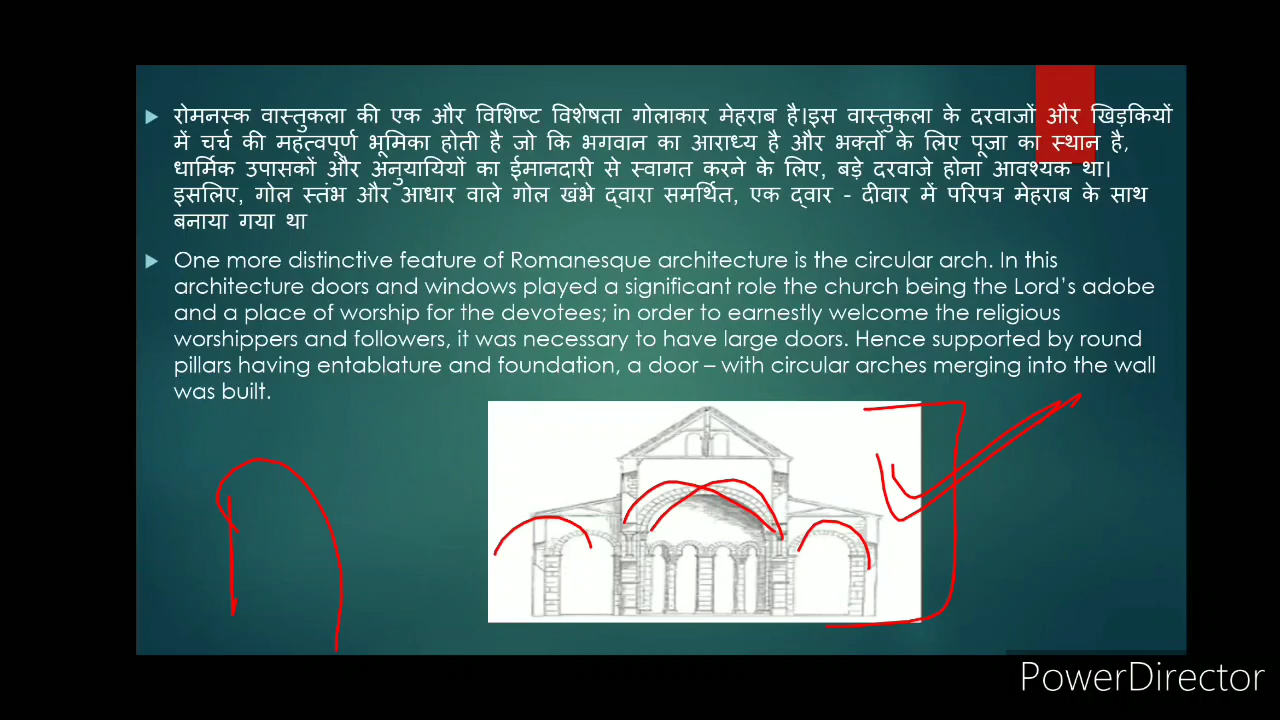 रोमनस्क वास्तुकला की एक और विशिष्ट विशेषता गोलाकार मेहराब है।इस वास्तुकला के दरवाजों और खिड़कियों
में चर्च की महत्वपूर्ण भूमिका होती है जो कि भगवान का आराध्य है और भक्तों के लिए पूजा का स्थान है,
धार्मिक उपासकों और अनुयायियों का ईमानदारी से स्वागत करने के लिए, बड़े दरवाजे होना आवश्यक था।
इसलिए, गोल स्तंभ और आधार वाले गोल खंभे द्वारा समर्थित, एक द्वार - दीवार में परिपत्र मेहराब के साथ
बनाया गया था
One more distinctive feature of Romanesque architecture is the circular arch. In this
architecture doors and windows played a significant role the church being the Lord's adobe
and a place of worship for the devotees; in order to earnestly welcome the religious
worshippers and followers, it was necessary to have large doors. Hence supported by round
pillars having entablature and foundation, a door – with circular arches merging into the wall
was built.
PowerDirector